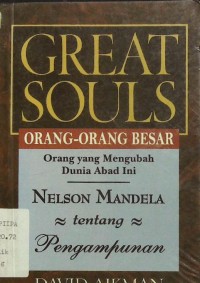 GREAT
SOULS
ORANG-ORANG BESAR
Orang yang Mengubah
Dunia Abad Ini
NELSON MANDELA
≈ tentang ≈
Pengampunan
DAVID AIKMAN